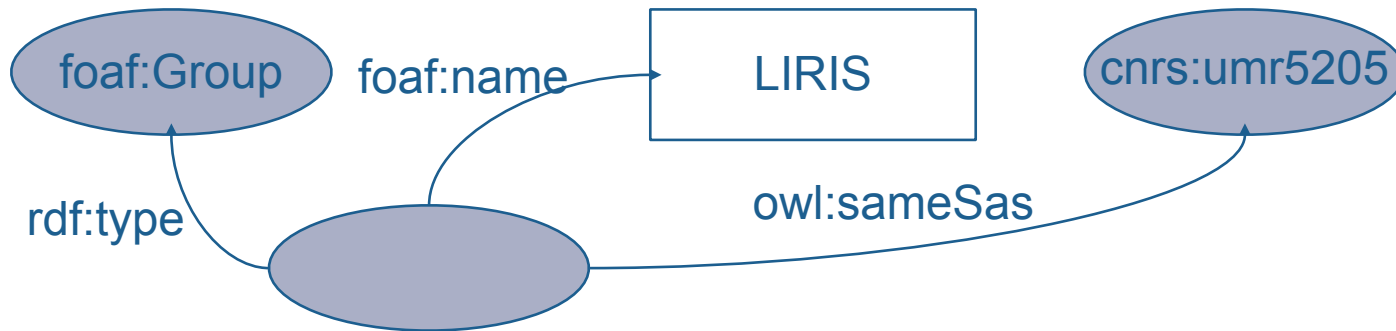 foaf:Group
foaf:name
LIRIS
cnrs:umr5205
rdf:type
owl:sameSas